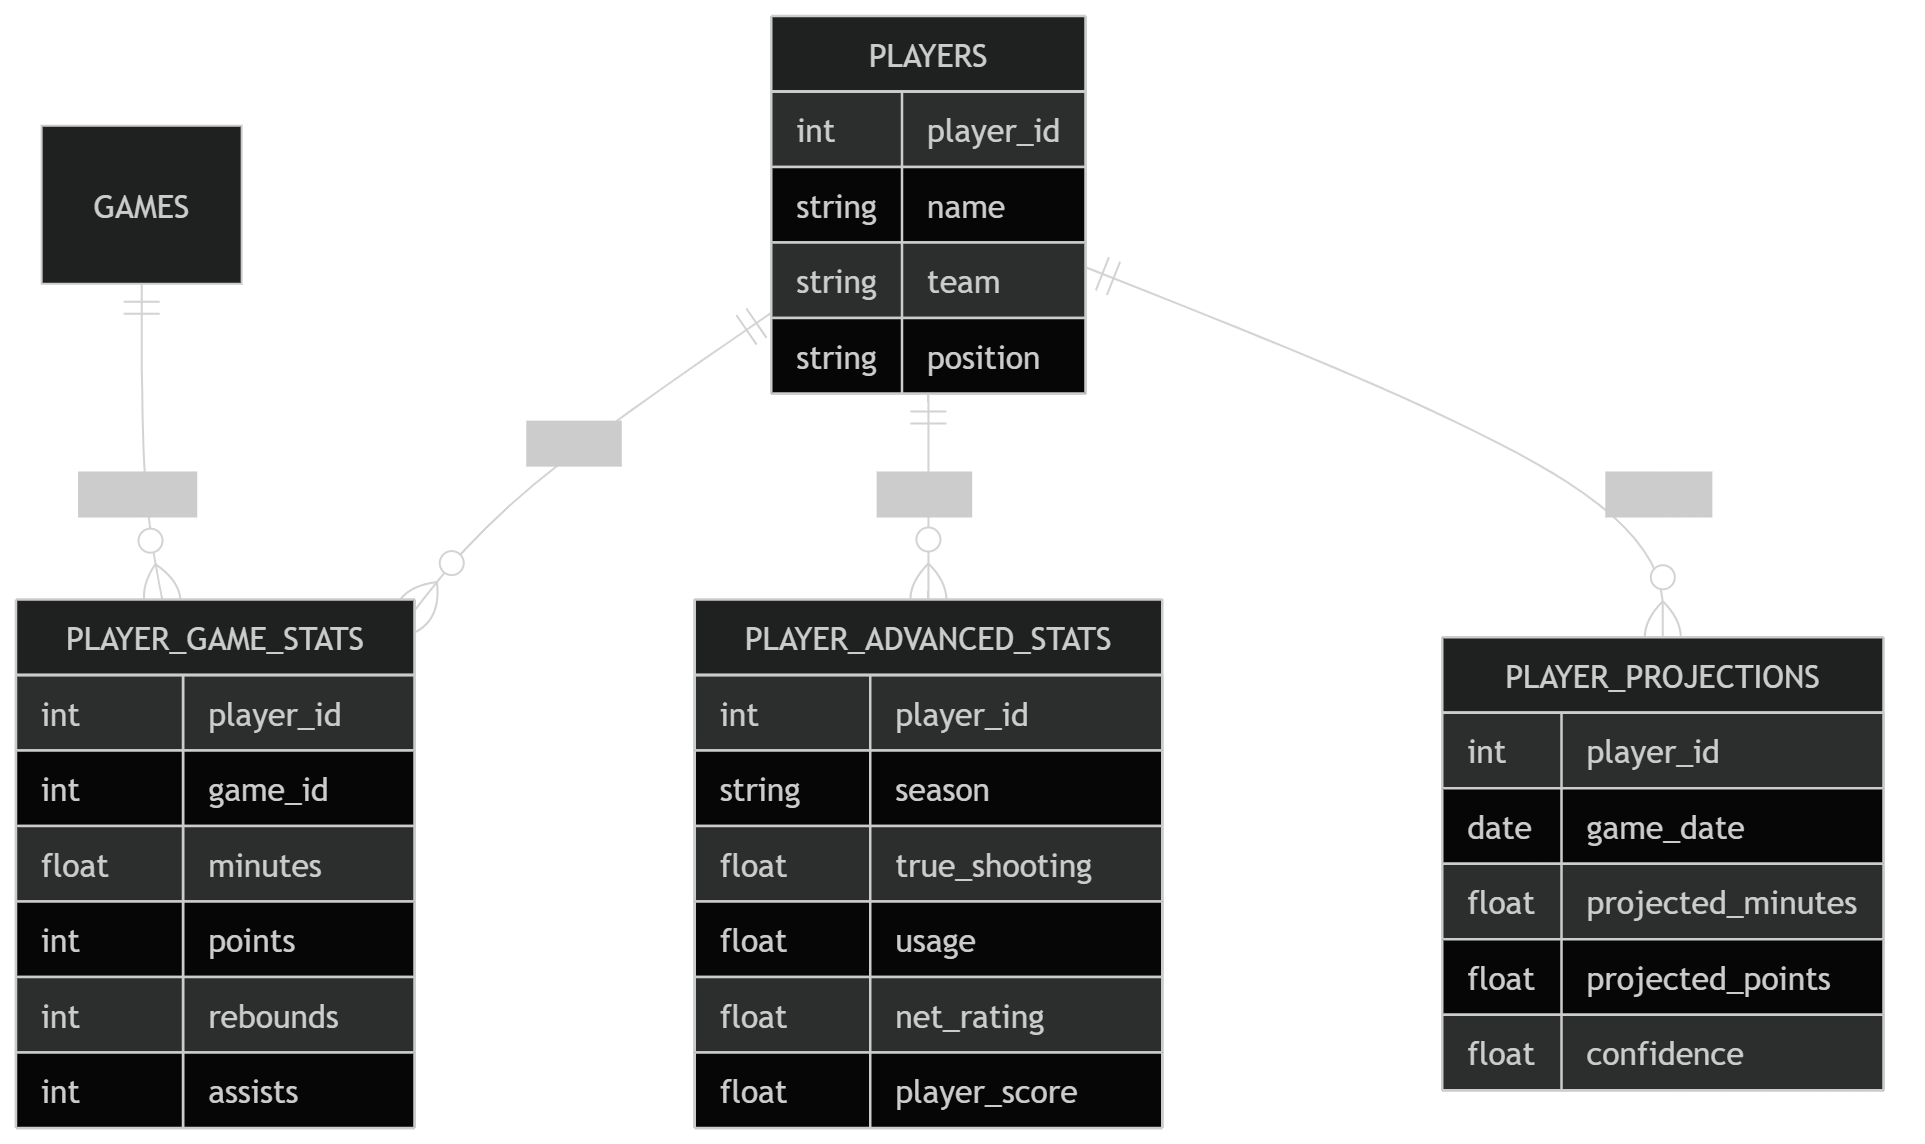 PLAYERS
int player_id
string name
string team
string position
GAMES
PLAYER_GAME_STATS
int player_id
int game_id
float minutes
int points
int rebounds
int assists
PLAYER_ADVANCED_STATS
int player_id
string season
float true_shooting
float usage
float net_rating
float player_score
PLAYER_PROJECTIONS
int player_id
date game_date
float projected_minutes
float projected_points
float confidence